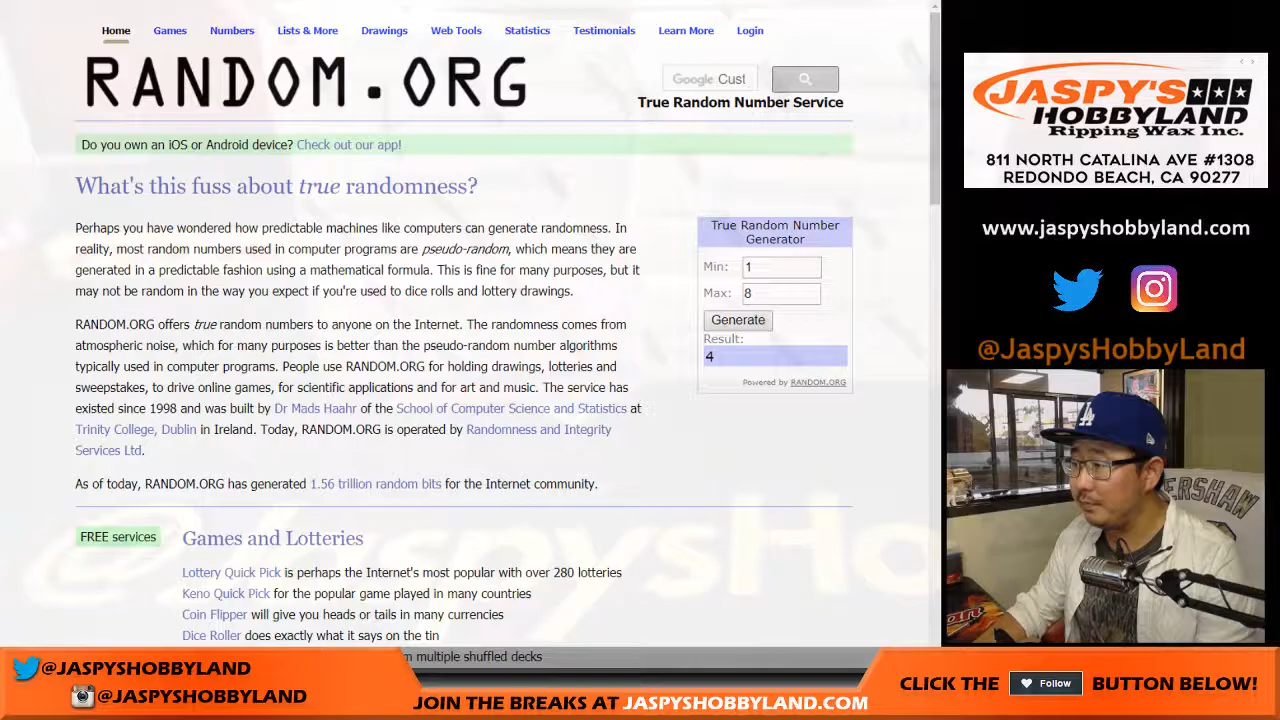 Home Games Numbers Lists & More Drawings Web Tools Statistics Testimonials Learn More Login
RANDOM.ORG
Google Cust
True Random Number Service
Do you own an iOS or Android device? Check out our app!
What's this fuss about true randomness?
Perhaps you have wondered how predictable machines like computers can generate randomness. In
reality, most random numbers used in computer programs are pseudo-random, which means they are
generated in a predictable fashion using a mathematical formula. This is fine for many purposes, but it
may not be random in the way you expect if you're used to dice rolls and lottery drawings.
RANDOM.ORG offers true random numbers to anyone on the Internet. The randomness comes from
atmospheric noise, which for many purposes is better than the pseudo-random number algorithms
typically used in computer programs. People use RANDOM.ORG for holding drawings, lotteries and
sweepstakes, to drive online games, for scientific applications and for art and music. The service has
existed since 1998 and was built by Dr Mads Haahr of the School of Computer Science and Statistics at
Trinity College, Dublin in Ireland. Today, RANDOM.ORG is operated by Randomness and Integrity
Services Ltd.
As of today, RANDOM.ORG has generated 1.56 trillion random bits for the Internet community.
True Random Number
Generator
Min: 1
Max: 8
Generate
Result:
4
Powered by RANDOM.ORG
FREE services
Games and Lotteries
Lottery Quick Pick is perhaps the Internet's most popular with over 280 lotteries
Keno Quick Pick for the popular game played in many countries
Coin Flipper will give you heads or tails in many currencies
Dice Roller does exactly what it says on the tin
multiple shuffled decks
@JaspysHo
JASPY'S
HOBBYLAND
Ripping Wax Inc.
811 NORTH CATALINA AVE #1308
REDONDO BEACH, CA 90277
www.jaspyshobbyland.com
@JaspysHobbyLand
LA
ERSHAW
@JASPYSHOBBYLAND
@JASPYSHOBBYLAND
JOIN THE BREAKS AT JASPYSHOBBYLAND.COM
CLICK THE Follow BUTTON BELOW!